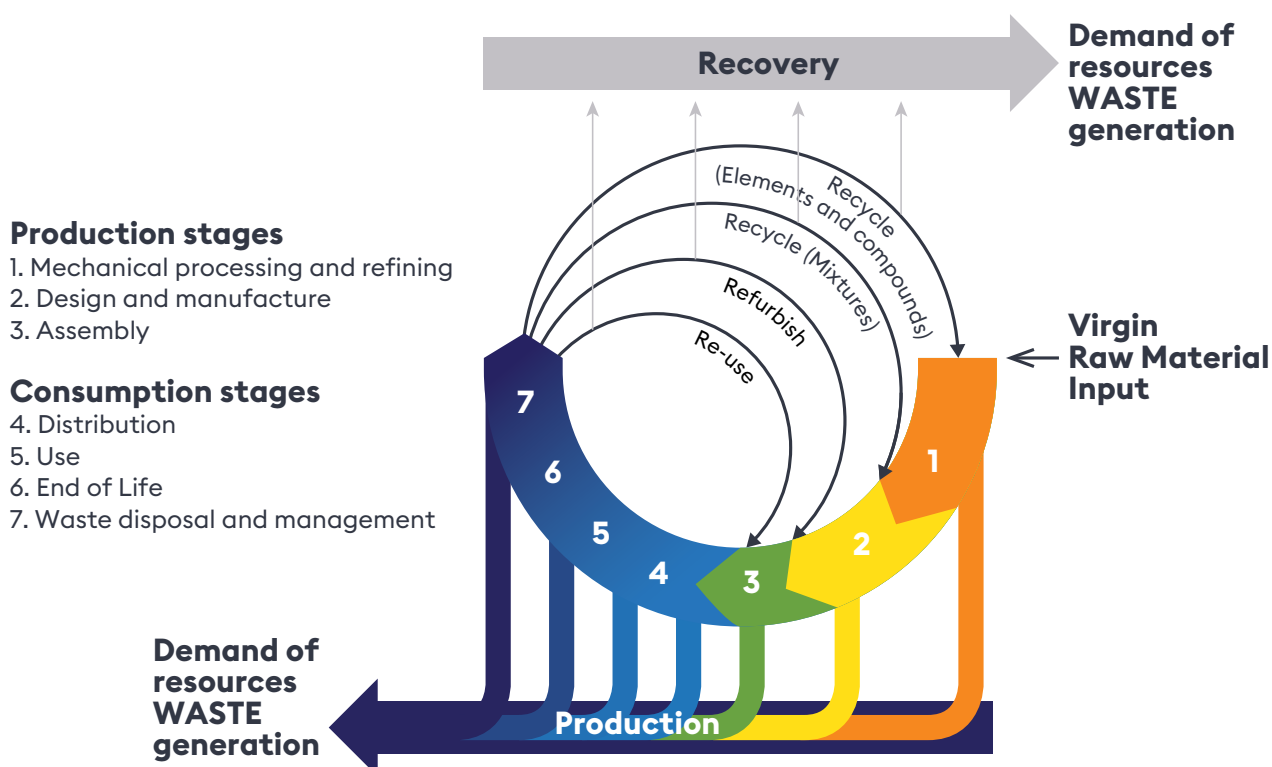 Recovery
Demand of
resources
WASTE
generation
Production stages
1. Mechanical processing and refining
2. Design and manufacture
3. Assembly
Consumption stages
4. Distribution
5. Use
6. End of Life
7. Waste disposal and management
Recycle
(Elements and compounds)
Recycle (Mixtures)
Refurbish
Re-use
Virgin
Raw Material
Input
7
6
5
4
3
2
1
Demand of
resources
WASTE
generation
Production